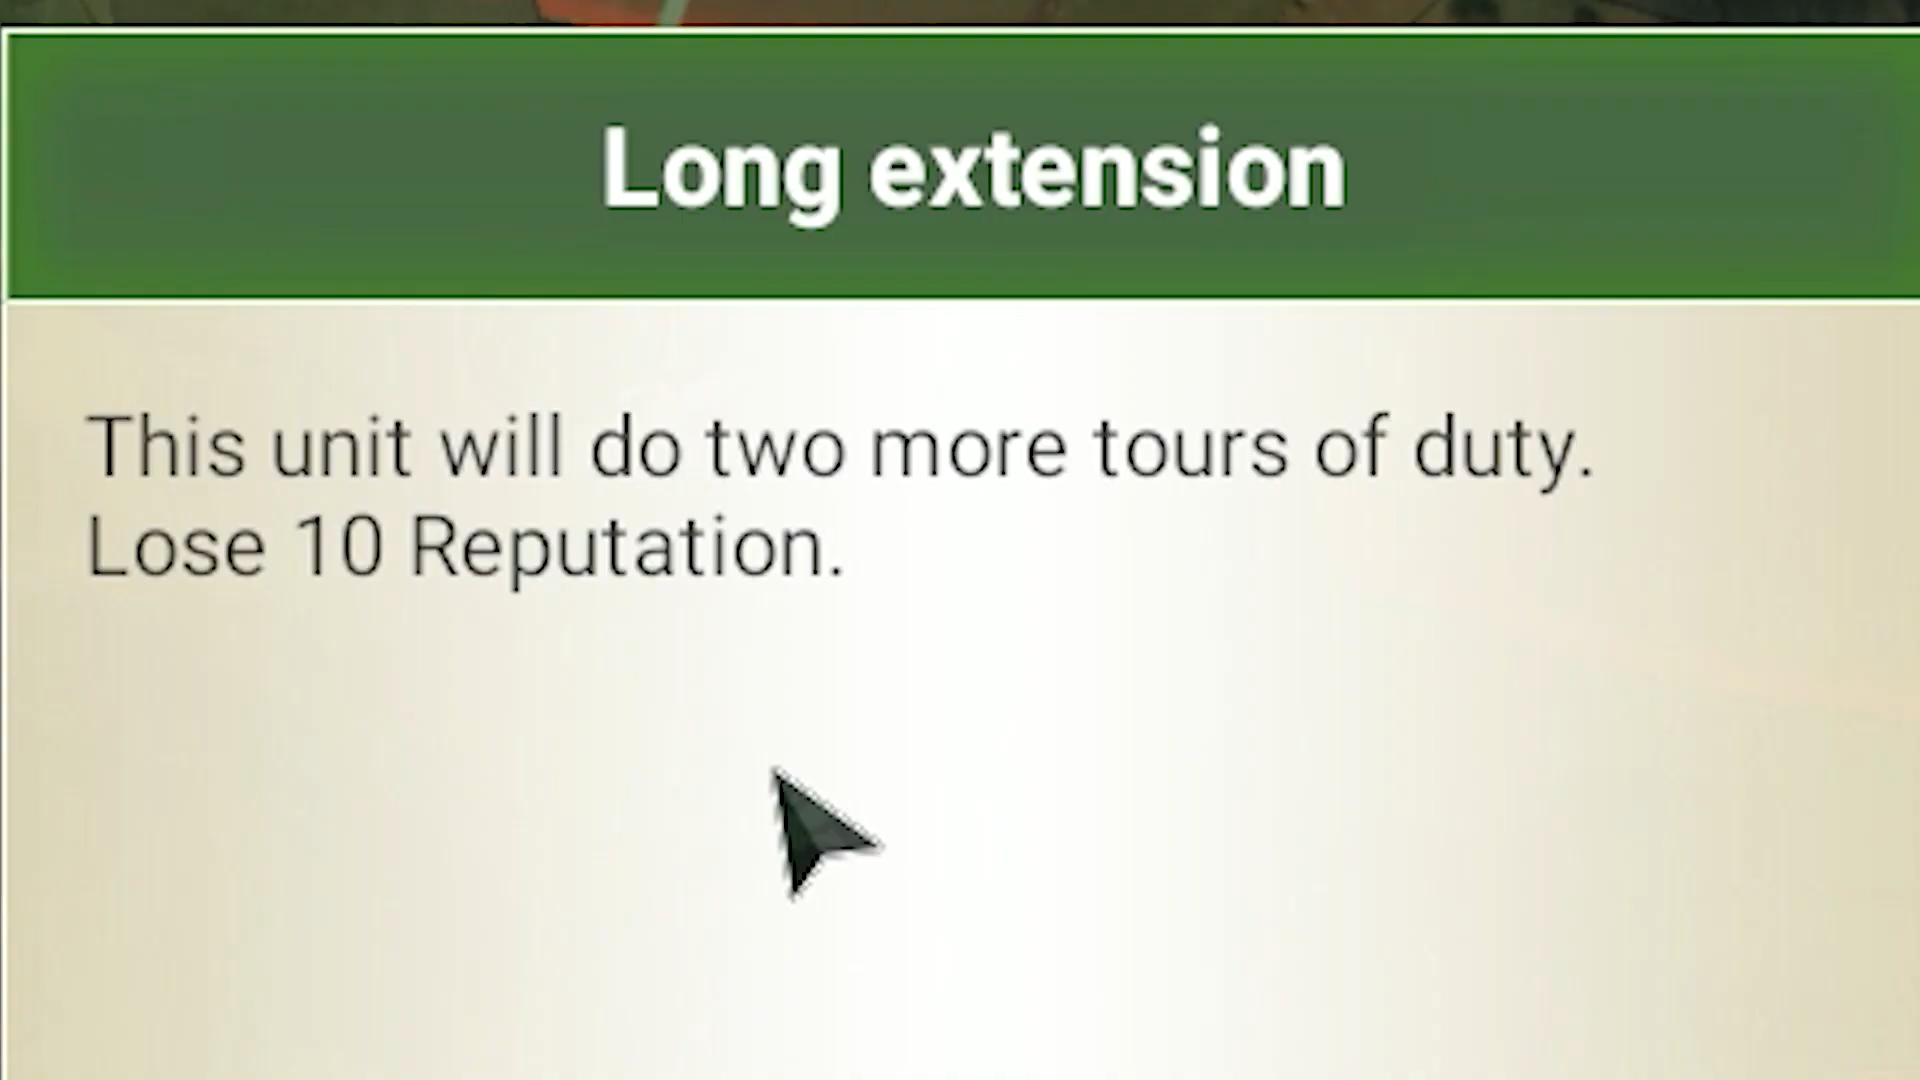 Long extension
This unit will do two more tours of duty.
Lose 10 Reputation.